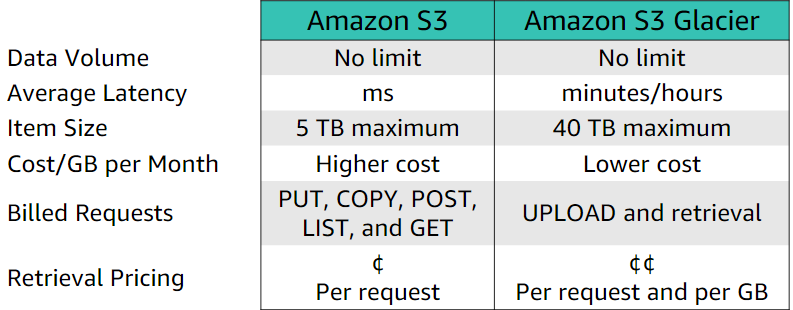 Amazon S3 Amazon S3 Glacier
Data Volume No limit No limit
Average Latency ms minutes/hours
Item Size 5 TB maximum 40 TB maximum
Cost/GB per Month Higher cost Lower cost
Billed Requests PUT, COPY, POST, LIST, and GET UPLOAD and retrieval
Retrieval Pricing ¢ Per request ¢¢ Per request and per GB